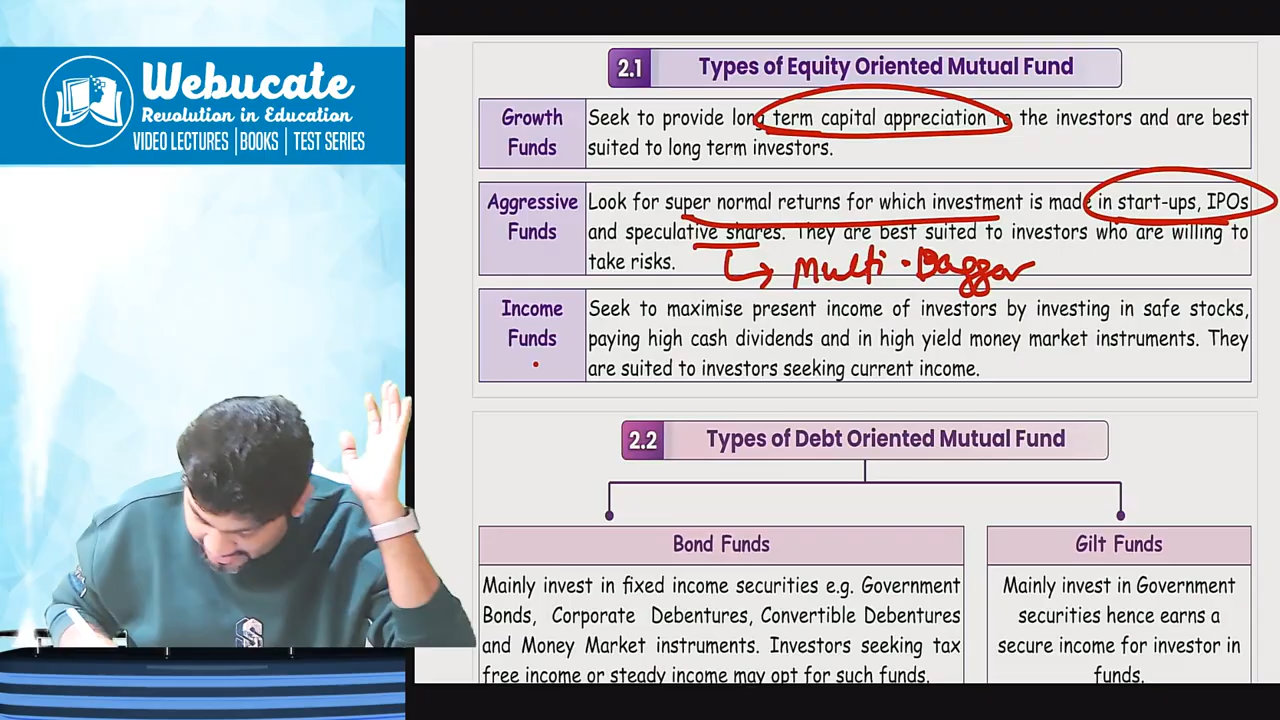 Webucate
Revolution in Education
VIDEO LECTURES | BOOKS | TEST SERIES
2.1 Types of Equity Oriented Mutual Fund
Growth Funds
Seek to provide long term capital appreciation to the investors and are best
suited to long term investors.
Aggressive Funds
Look for super normal returns for which investment is made in start-ups, IPOs
and speculative shares. They are best suited to investors who are willing to
take risks.
Multi-Bagger
Income Funds
Seek to maximise present income of investors by investing in safe stocks,
paying high cash dividends and in high yield money market instruments. They
are suited to investors seeking current income.
2.2 Types of Debt Oriented Mutual Fund
Bond Funds
Mainly invest in fixed income securities e.g. Government
Bonds, Corporate Debentures, Convertible Debentures
and Money Market instruments. Investors seeking tax
free income or steady income may opt for such funds.
Gilt Funds
Mainly invest in Government
securities hence earns a
secure income for investor in
funds.